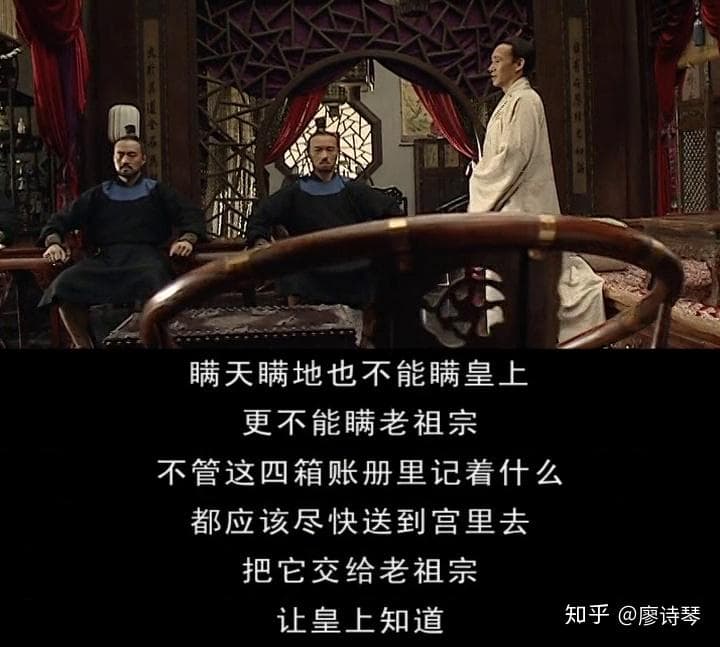 瞒天瞒地也不能瞒皇上
更不能瞒老祖宗
不管这四箱账册里记着什么
都应该尽快送到宫里去
把它交给老祖宗
让皇上知道
知乎 @廖诗琴